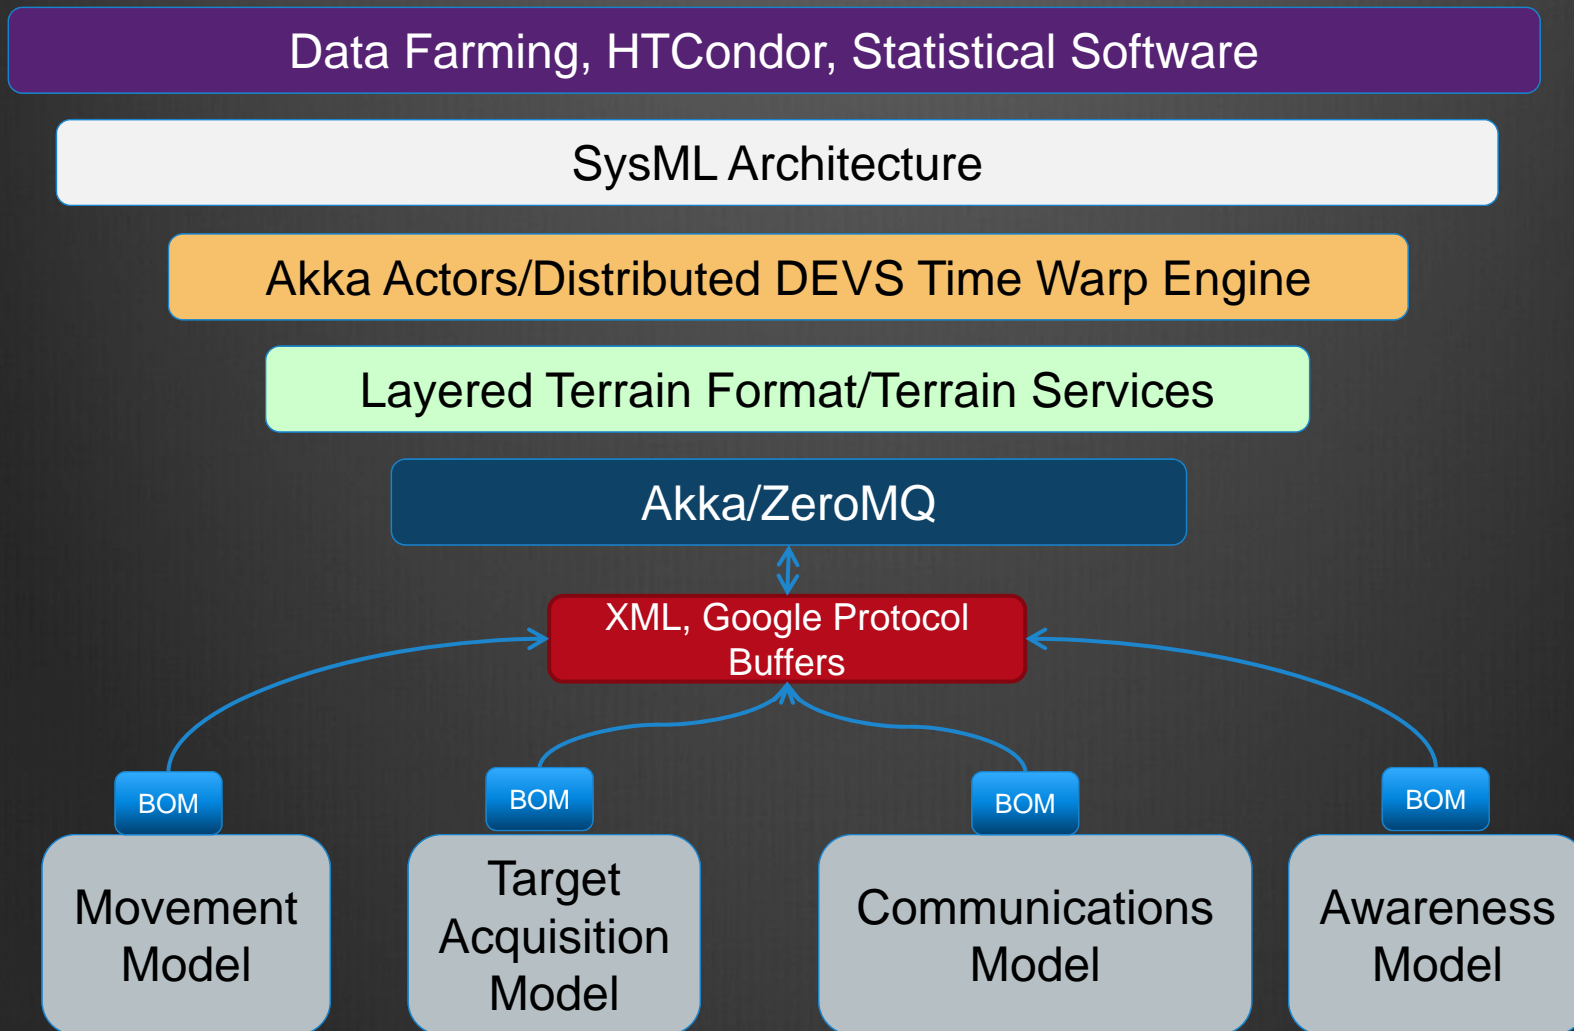 Data Farming, HTCondor, Statistical Software
SysML Architecture
Akka Actors/Distributed DEVS Time Warp Engine
Layered Terrain Format/Terrain Services
Akka/ZeroMQ
XML, Google Protocol
Buffers
BOM
BOM
BOM
BOM
Movement
Model
Target
Acquisition
Model
Communications
Model
Awareness
Model